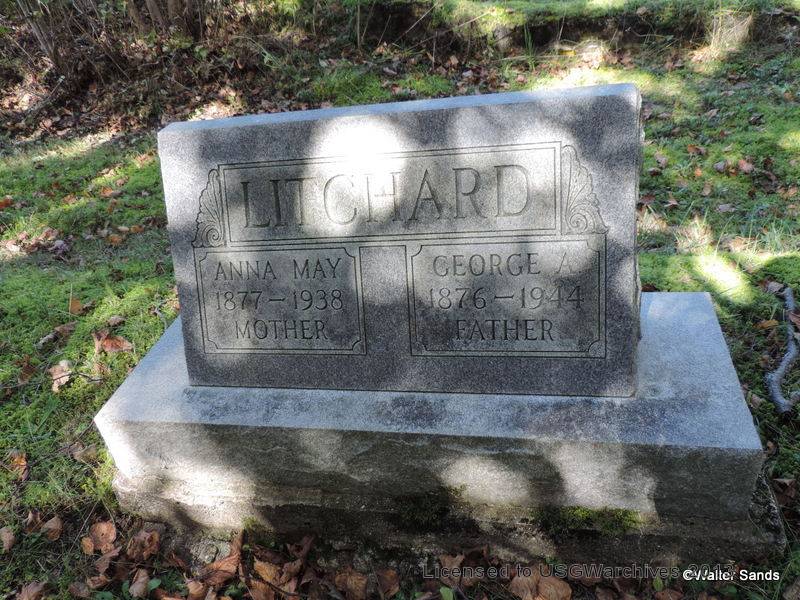 LITCHARD
ANNA MAY
1877–1938
MOTHER
GEORGE A
1876–1944
FATHER
Licensed to USGWarchives
©Walter Sands